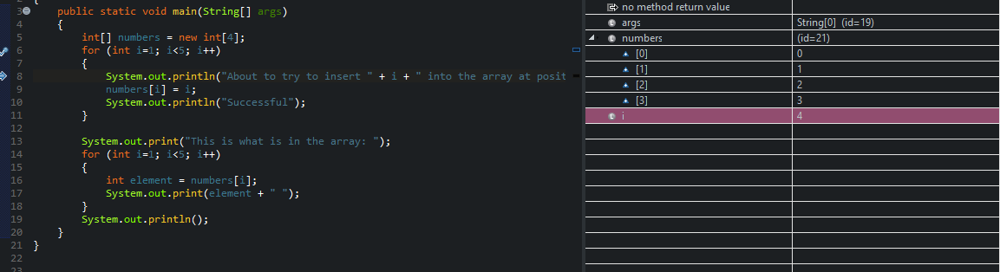 2 {
3 public static void main(String[] args)
4 {
5 int[] numbers = new int[4];
6 for (int i=1; i<5; i++)
7 {
8 System.out.println("About to try to insert " + i + " into the array at posit
9 numbers[i] = i;
10 System.out.println("Successful");
11 }
12
13 System.out.print("This is what is in the array: ");
14 for (int i=1; i<5; i++)
15 {
16 int element = numbers[i];
17 System.out.print(element + " ");
18 }
19 System.out.println();
20 }
21 }
22
23
no method return value
args String[0] (id=19)
numbers (id=21)
[0] 0
[1] 1
[2] 2
[3] 3
i 4